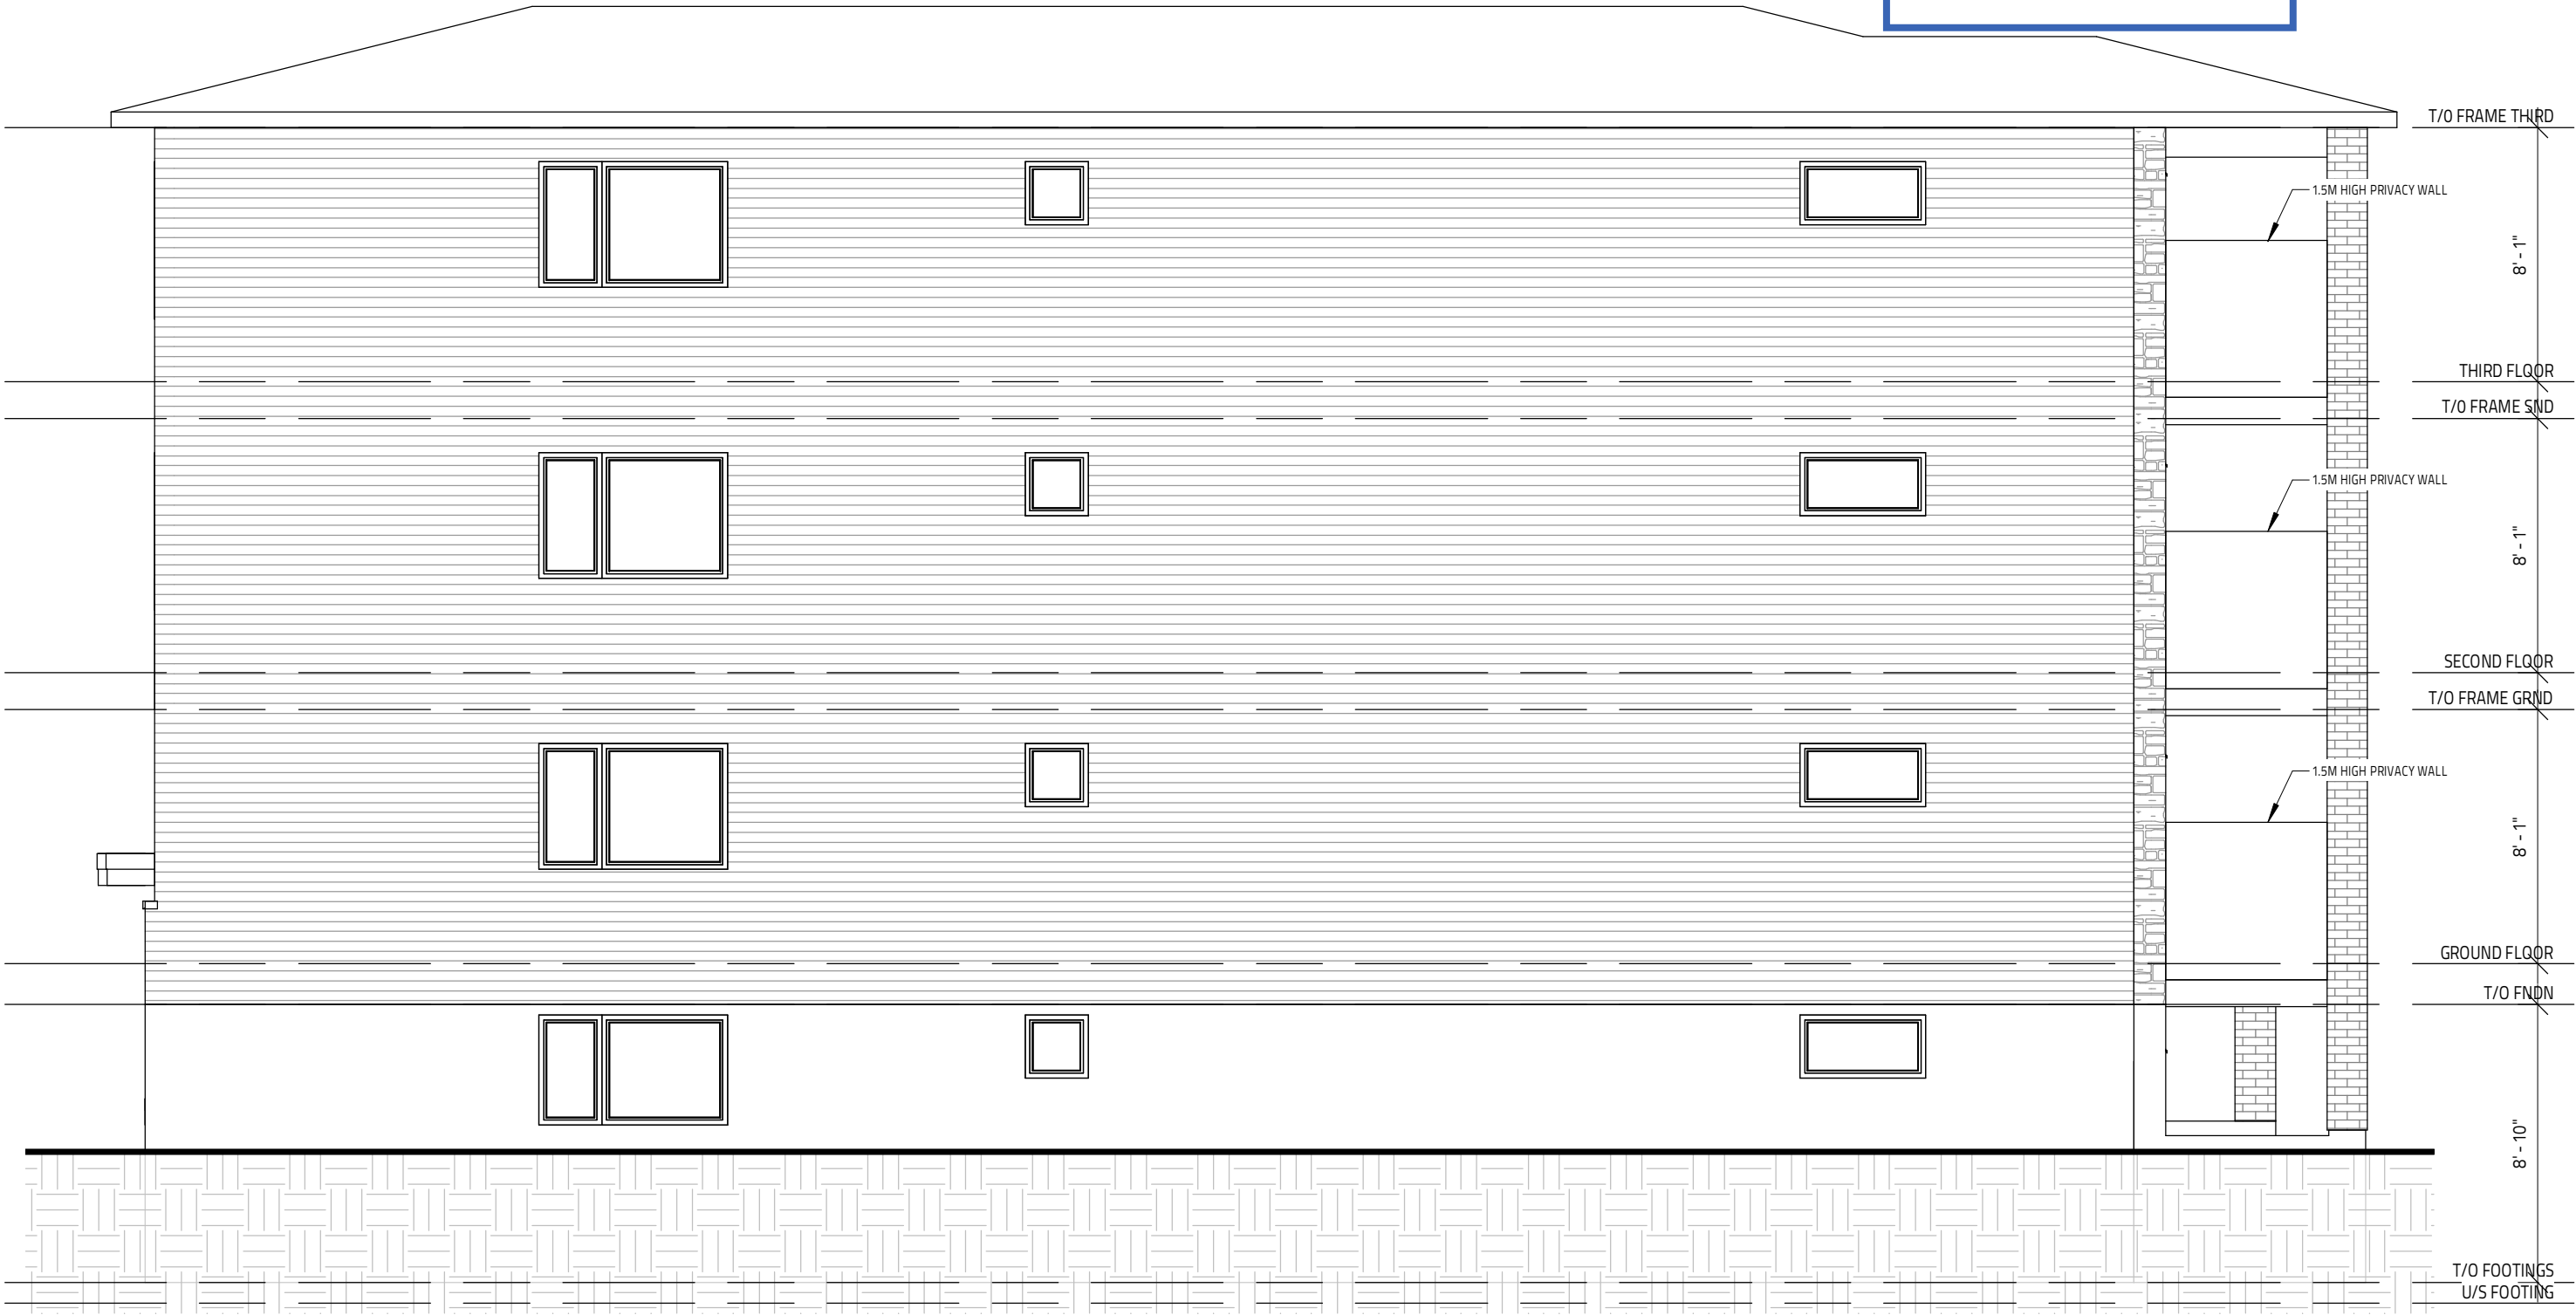 T/O FRAME THIRD
1.5M HIGH PRIVACY WALL
8' - 1"
THIRD FLOOR
T/O FRAME SND
1.5M HIGH PRIVACY WALL
8' - 1"
SECOND FLOOR
T/O FRAME GRND
1.5M HIGH PRIVACY WALL
8' - 1"
GROUND FLOOR
T/O FNDN
8' - 10"
T/O FOOTINGS
U/S FOOTING